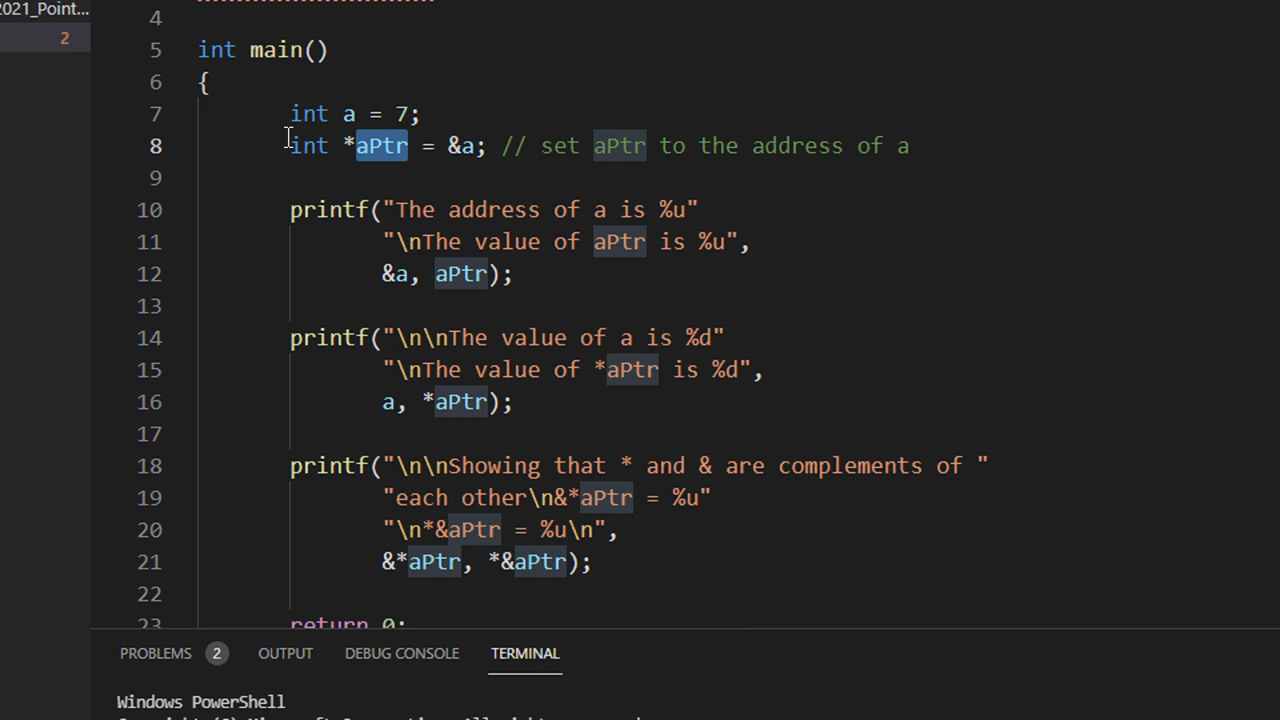 2021_Point...
2
4
5 int main()
6 {
7 int a = 7;
8 int *aPtr = &a; // set aPtr to the address of a
9
10 printf("The address of a is %u"
11 "\nThe value of aPtr is %u",
12 &a, aPtr);
13
14 printf("\n\nThe value of a is %d"
15 "\nThe value of *aPtr is %d",
16 a, *aPtr);
17
18 printf("\n\nShowing that * and & are complements of "
19 "each other\n&*aPtr = %u"
20 "\n*&aPtr = %u\n",
21 &*aPtr, *&aPtr);
22
23 return 0;
PROBLEMS 2 OUTPUT DEBUG CONSOLE TERMINAL
Windows PowerShell